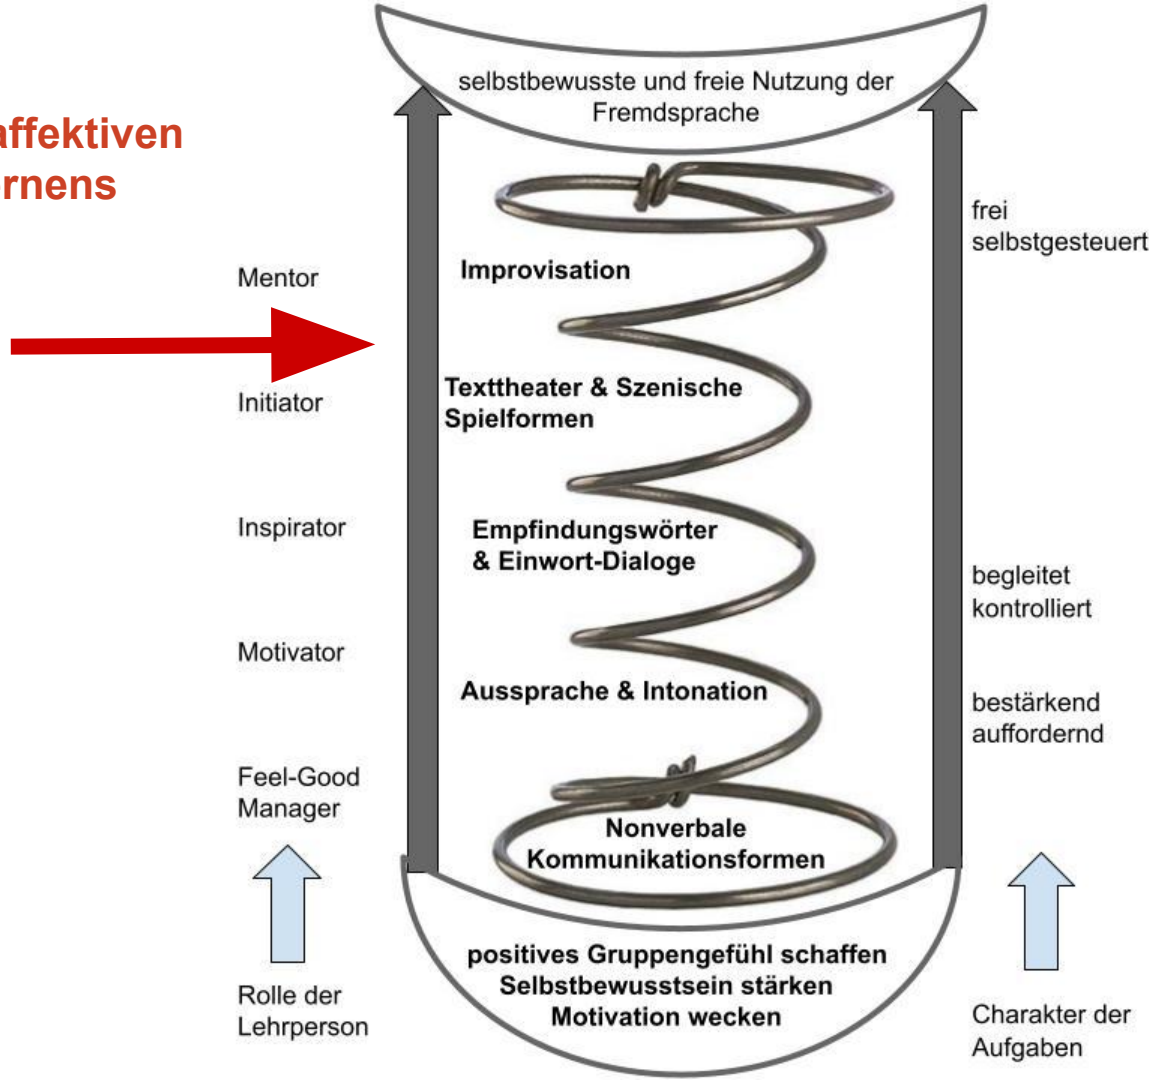 selbstbewusste und freie Nutzung der
Fremdsprache
affektiven
ernens
Mentor
Initiator
Inspirator
Motivator
Feel-Good
Manager
Rolle der
Lehrperson
Improvisation
Texttheater & Szenische
Spielformen
Empfindungswörter
& Einwort-Dialoge
Aussprache & Intonation
Nonverbale
Kommunikationsformen
positives Gruppengefühl schaffen
Selbstbewusstsein stärken
Motivation wecken
frei
selbstgesteuert
begleitet
kontrolliert
bestärkend
auffordernd
Charakter der
Aufgaben